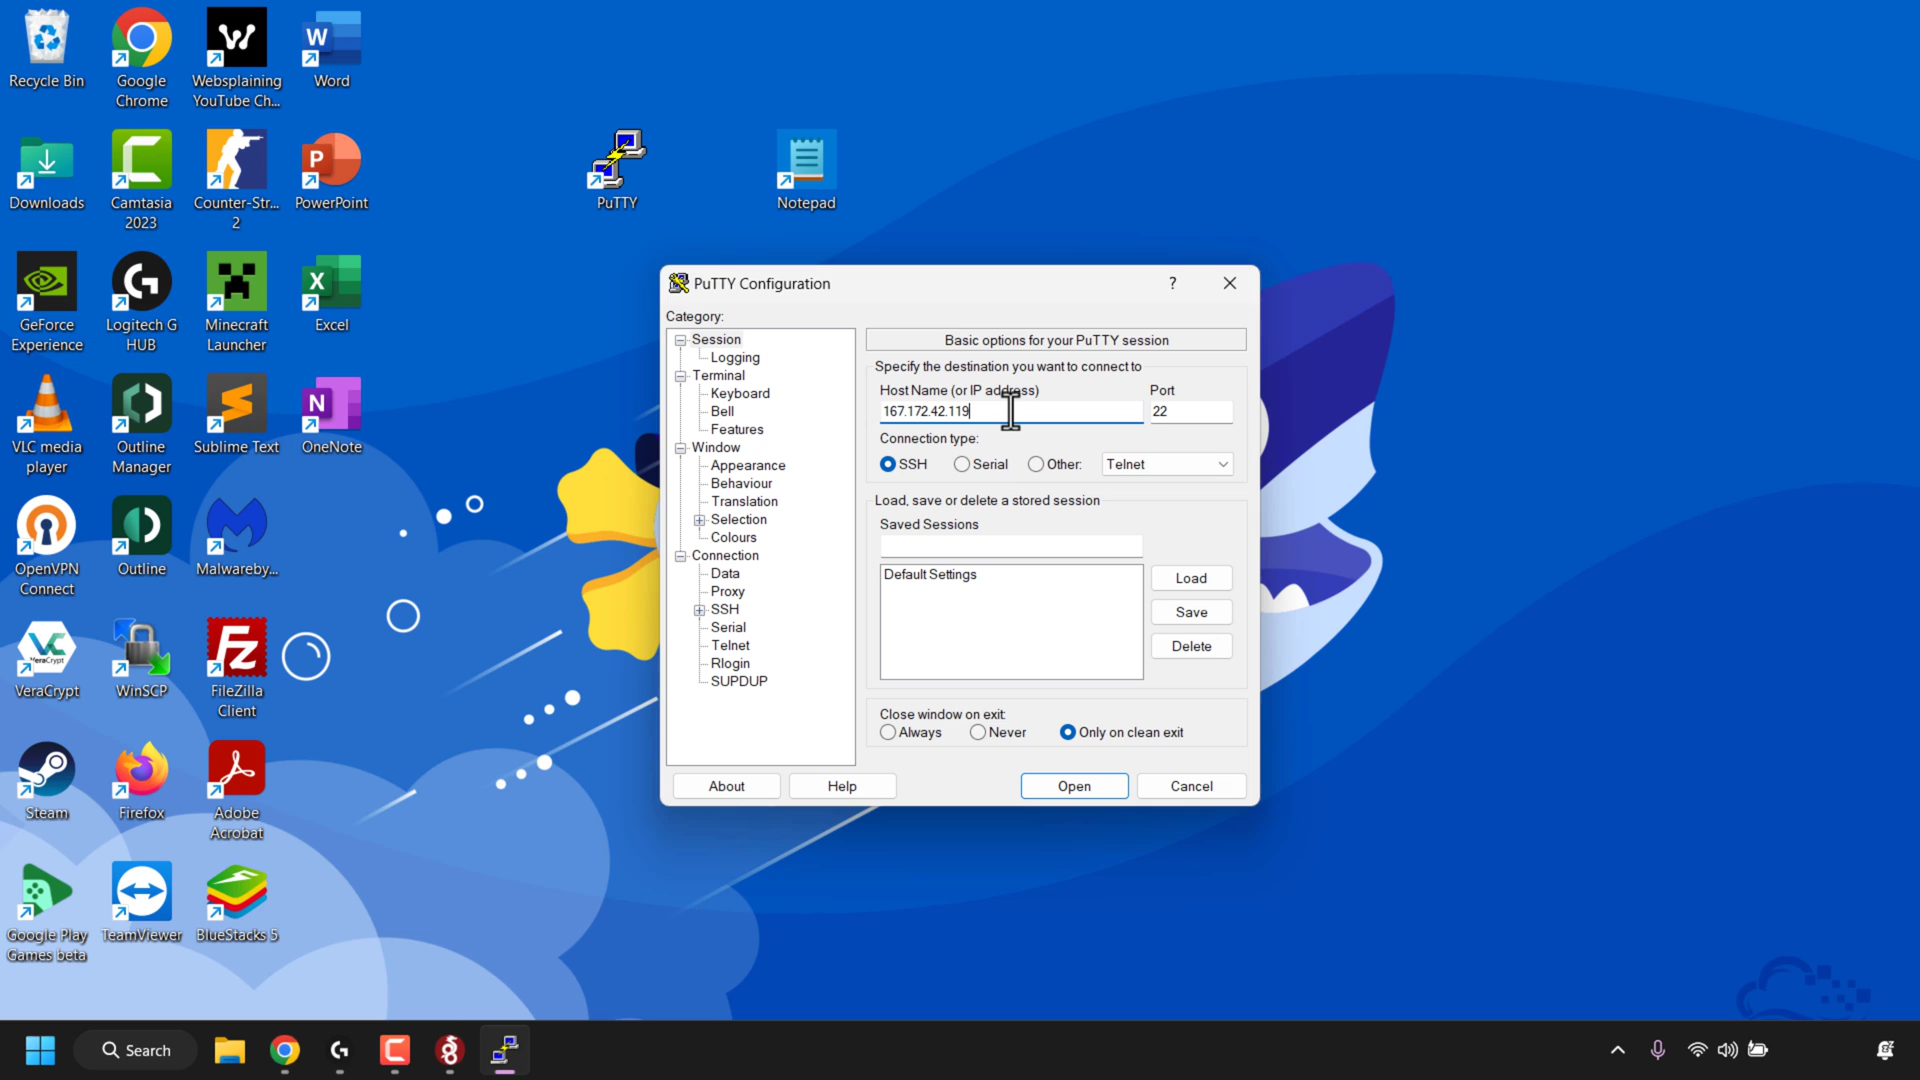 Recycle Bin
Google
Chrome
Websplaining
YouTube Ch...
Word
Downloads
Camtasia
2023
Counter-Str...
2
PowerPoint
PuTTY
Notepad
GeForce
Experience
Logitech G
HUB
Minecraft
Launcher
Excel
VLC media
player
Outline
Manager
Sublime Text
OneNote
OpenVPN
Connect
Outline
Malwareby...
VeraCrypt
VeraCrypt
WinSCP
FileZilla
Client
Steam
Firefox
Adobe
Acrobat
Google Play
Games beta
TeamViewer
BlueStacks 5
PuTTY Configuration
?
Category:
Session
Logging
Terminal
Keyboard
Bell
Features
Window
Appearance
Behaviour
Translation
Selection
Colours
Connection
Data
Proxy
SSH
Serial
Telnet
Rlogin
SUPDUP
Basic options for your PuTTY session
Specify the destination you want to connect to
Host Name (or IP address)
Port
167.172.42.119
22
Connection type:
SSH
Serial
Other:
Telnet
Load, save or delete a stored session
Saved Sessions
Default Settings
Load
Save
Delete
Close window on exit:
Always
Never
Only on clean exit
About
Help
Open
Cancel
Search